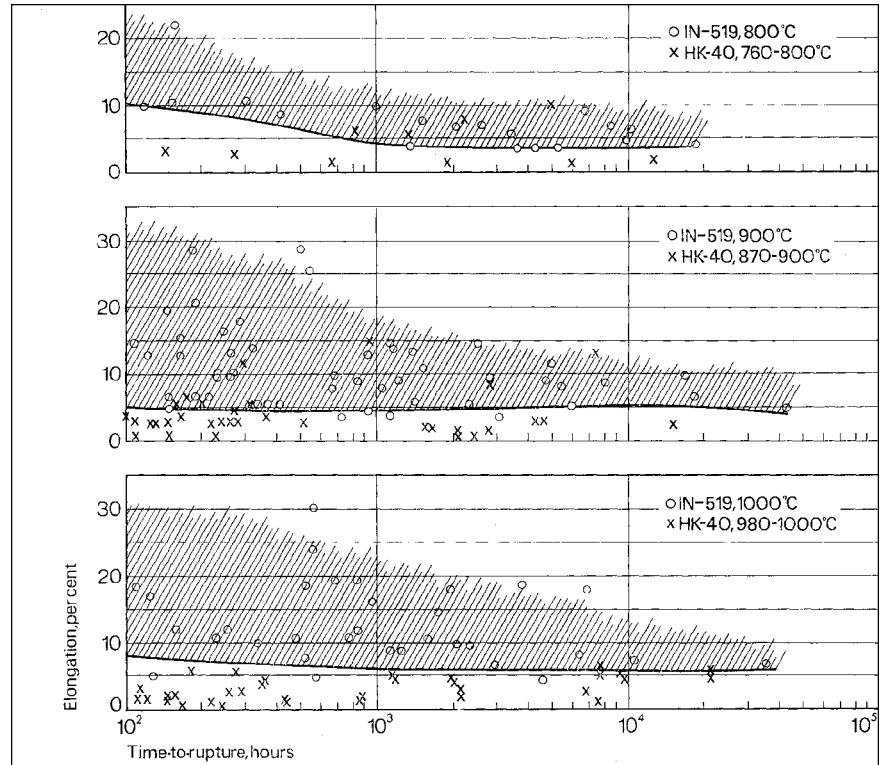 20
10
0
O IN-519, 800°C
x HK-40, 760-800°C
30
20
10
0
O IN-519, 900°C
x HK-40, 870-900°C
30
20
10
0
O IN-519, 1000°C
x HK-40, 980-1000°C
Elongation, per cent
10² 10³ 10⁴ 10⁵
Time-to-rupture, hours